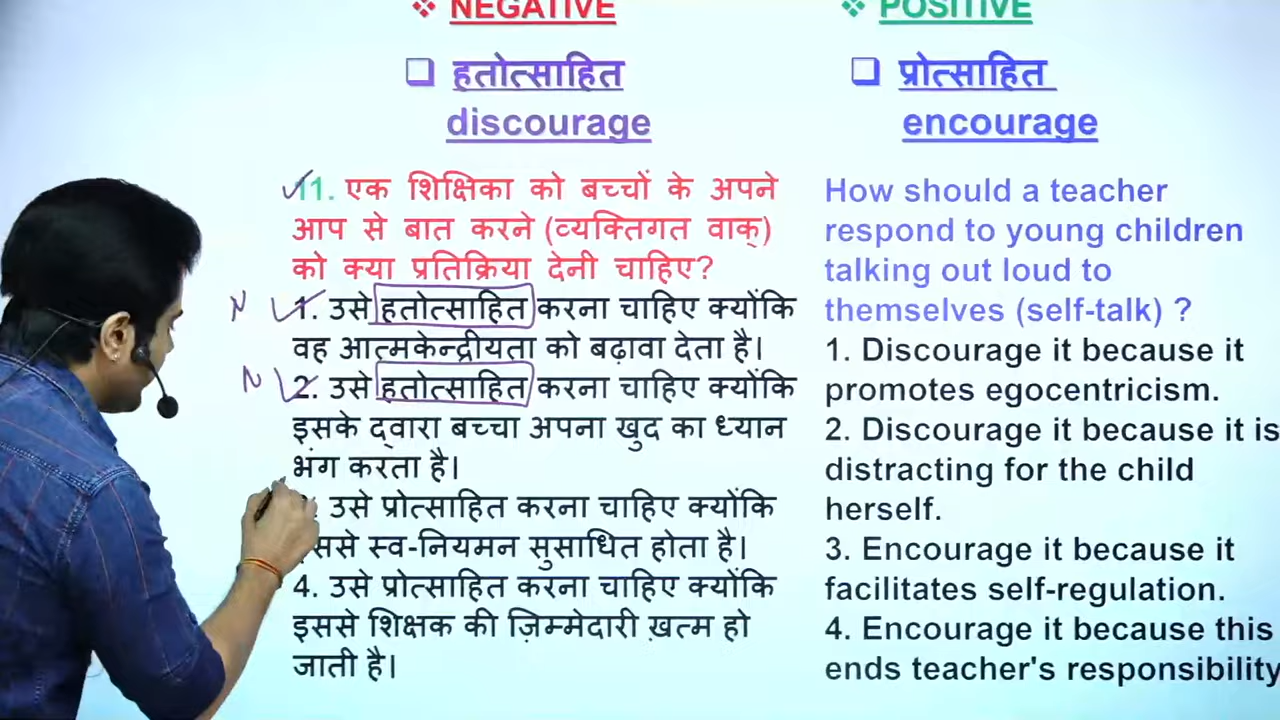 NEGATIVE
हतोत्साहित
discourage
11. एक शिक्षिका को बच्चों के अपने
आप से बात करने (व्यक्तिगत वाक्)
को क्या प्रतिक्रिया देनी चाहिए?
N 1. उसे हतोत्साहित करना चाहिए क्योंकि
वह आत्मकेन्द्रीयता को बढ़ावा देता है।
N 2. उसे हतोत्साहित करना चाहिए क्योंकि
इसके द्वारा बच्चा अपना खुद का ध्यान
भंग करता है।
उसे प्रोत्साहित करना चाहिए क्योंकि
स्व-नियमन सुसाधित होता है।
4. उसे प्रोत्साहित करना चाहिए क्योंकि
इससे शिक्षक की ज़िम्मेदारी ख़त्म हो
जाती है।
POSITIVE
प्रोत्साहित
encourage
How should a teacher
respond to young children
talking out loud to
themselves (self-talk) ?
1. Discourage it because it
promotes egocentricism.
2. Discourage it because it is
distracting for the child
herself.
3. Encourage it because it
facilitates self-regulation.
4. Encourage it because this
ends teacher's responsibility